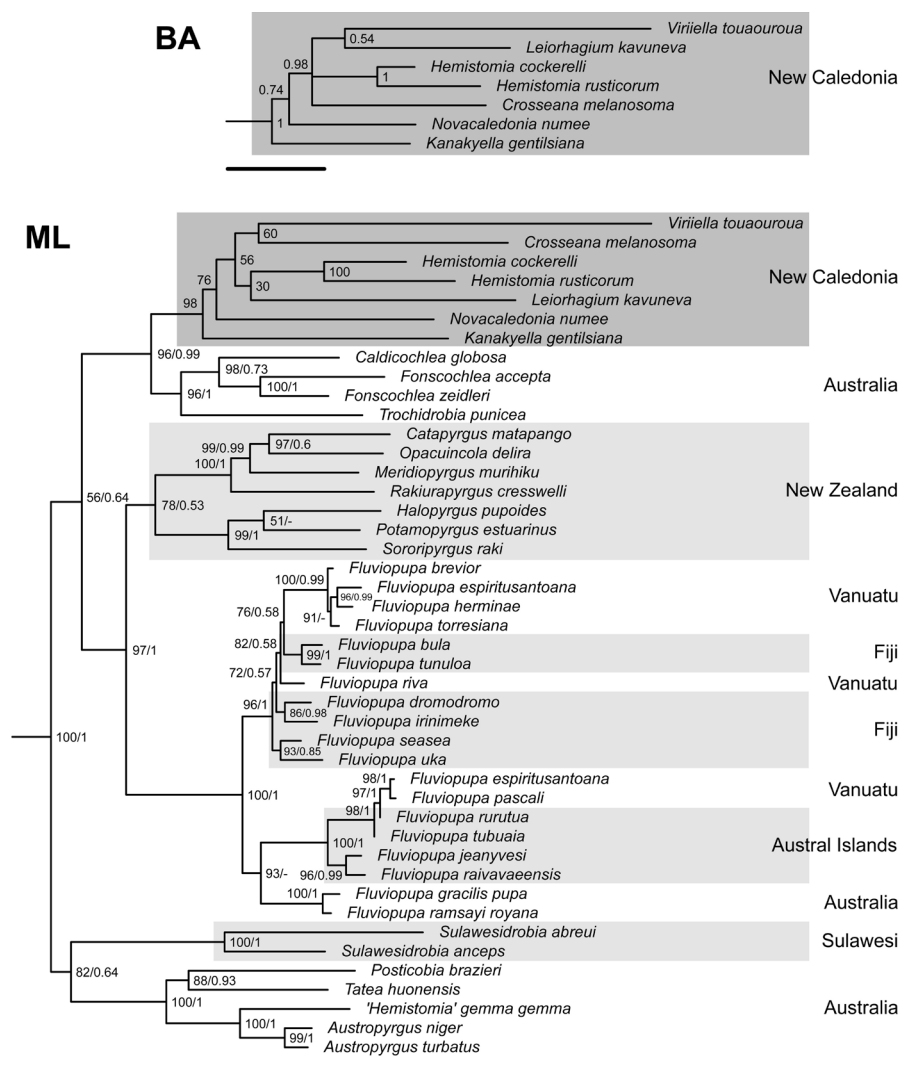 BA
Viriiella touaouroua
0.54
Leiorhagium kavuneva
0.98
Hemistomia cockerelli
1
New Caledonia
Hemistomia rusticorum
0.74
Crosseana melanosoma
1
Novacaledonia numee
Kanakyella gentilsiana
ML
Viriiella touaouroua
60
Crosseana melanosoma
56
Hemistomia cockerelli
100
New Caledonia
76
30
Hemistomia rusticorum
Leiorhagium kavuneva
98
Novacaledonia numee
Kanakyella gentilsiana
96/0.99
Caldicochlea globosa
98/0.73
Fonscochlea accepta
100/1
Australia
96/1
Fonscochlea zeidleri
Trochidrobia punicea
Catapyrgus matapango
97/0.6
99/0.99
Opacuincola delira
100/1
Meridiopyrgus murihiku
Rakiurapyrgus cresswelli
New Zealand
56/0.64
78/0.53
Halopyrgus pupoides
51/-
Potamopyrgus estuarinus
99/1
Sororipyrgus raki
Fluviopupa brevior
100/0.99
Fluviopupa espiritusantoana
96/0.99
Vanuatu
Fluviopupa herminae
76/0.58
91/-
Fluviopupa torresiana
82/0.58
Fluviopupa bula
99/1
Fiji
97/1
Fluviopupa tunuloa
72/0.57
Fluviopupa riva
Vanuatu
96/1
Fluviopupa dromodromo
86/0.98
Fluviopupa irinimeke
Fiji
100/1
Fluviopupa seasea
93/0.85
Fluviopupa uka
98/1
Fluviopupa espiritusantoana
97/1
Vanuatu
100/1
Fluviopupa pascali
98/1
Fluviopupa rurutua
Fluviopupa tubuaia
100/1
Austral Islands
Fluviopupa jeanyvesi
93/-
96/0.99
Fluviopupa raivavaeensis
100/1
Fluviopupa gracilis pupa
Australia
Fluviopupa ramsayi royana
Sulawesidrobia abreui
100/1
Sulawesi
Sulawesidrobia anceps
82/0.64
Posticobia brazieri
88/0.93
Tatea huonensis
100/1
'Hemistomia' gemma gemma
Australia
100/1
Austropyrgus niger
99/1
Austropyrgus turbatus